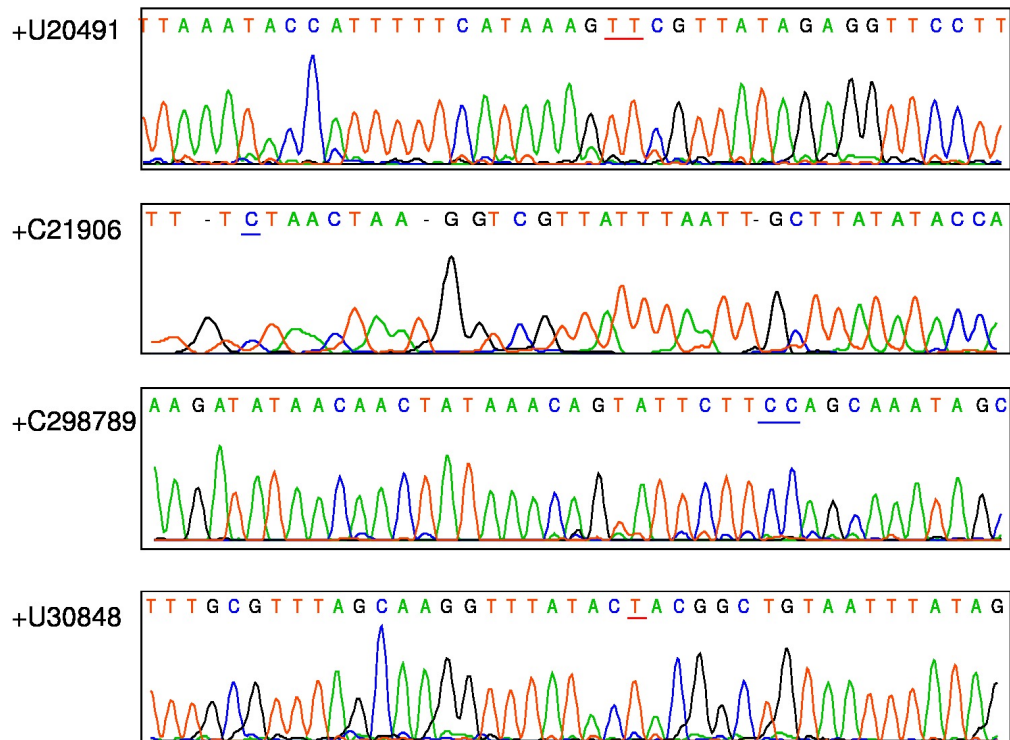 +U20491 TTAAATACCATTTTTCATAAAGTTCGTTATAGAGGTTCCTT
+C21906 TT-TCTAACTAA-GGTCGTTATTTAATT-GCTTATATACCA
+C298789 AAGATATAACAACTATAAACAGTATTCTTCCAGCAAATAGC
+U30848 TTTGCGTTTAGCAAGGTTTATACTACGGCTGTAATTTATAG